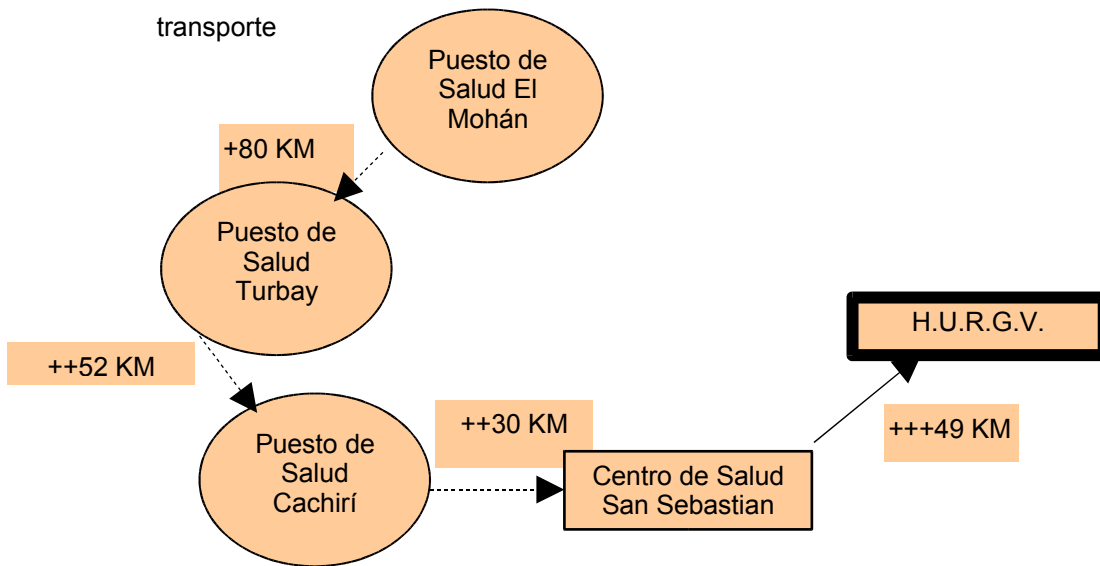 transporte
Puesto de
Salud El
Mohán
+80 KM
Puesto de
Salud
Turbay
H.U.R.G.V.
++52 KM
++30 KM
+++49 KM
Puesto de
Salud
Cachirí
Centro de Salud
San Sebastian